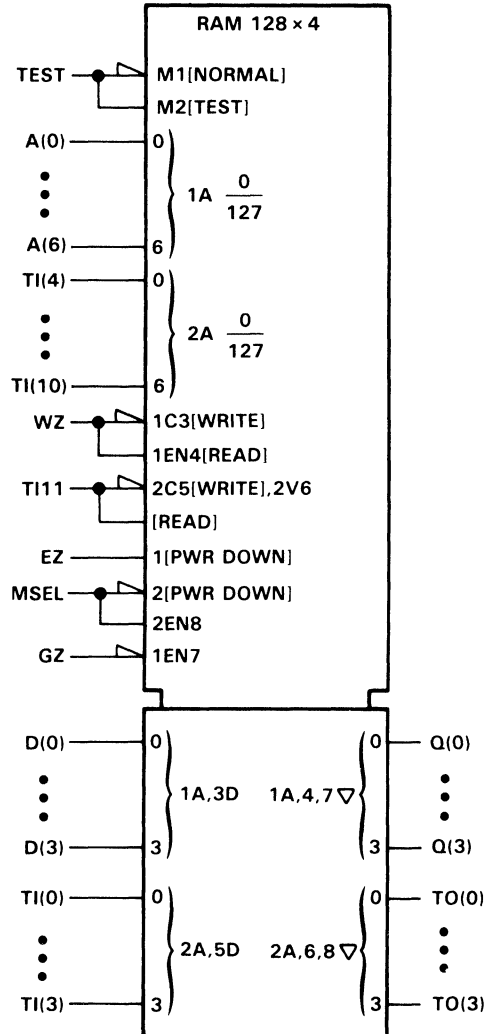 RAM 128 × 4
TEST M1[NORMAL]
M2[TEST]
A(0) 0
1A 0/127
A(6) 6
TI(4) 0
2A 0/127
TI(10) 6
WZ 1C3[WRITE]
1EN4[READ]
TI11 2C5[WRITE],2V6
[READ]
EZ 1[PWR DOWN]
MSEL 2[PWR DOWN]
2EN8
GZ 1EN7
D(0) 0 0 Q(0)
1A,3D 1A,4,7▽
D(3) 3 3 Q(3)
TI(0) 0 0 TO(0)
2A,5D 2A,6,8▽
TI(3) 3 3 TO(3)